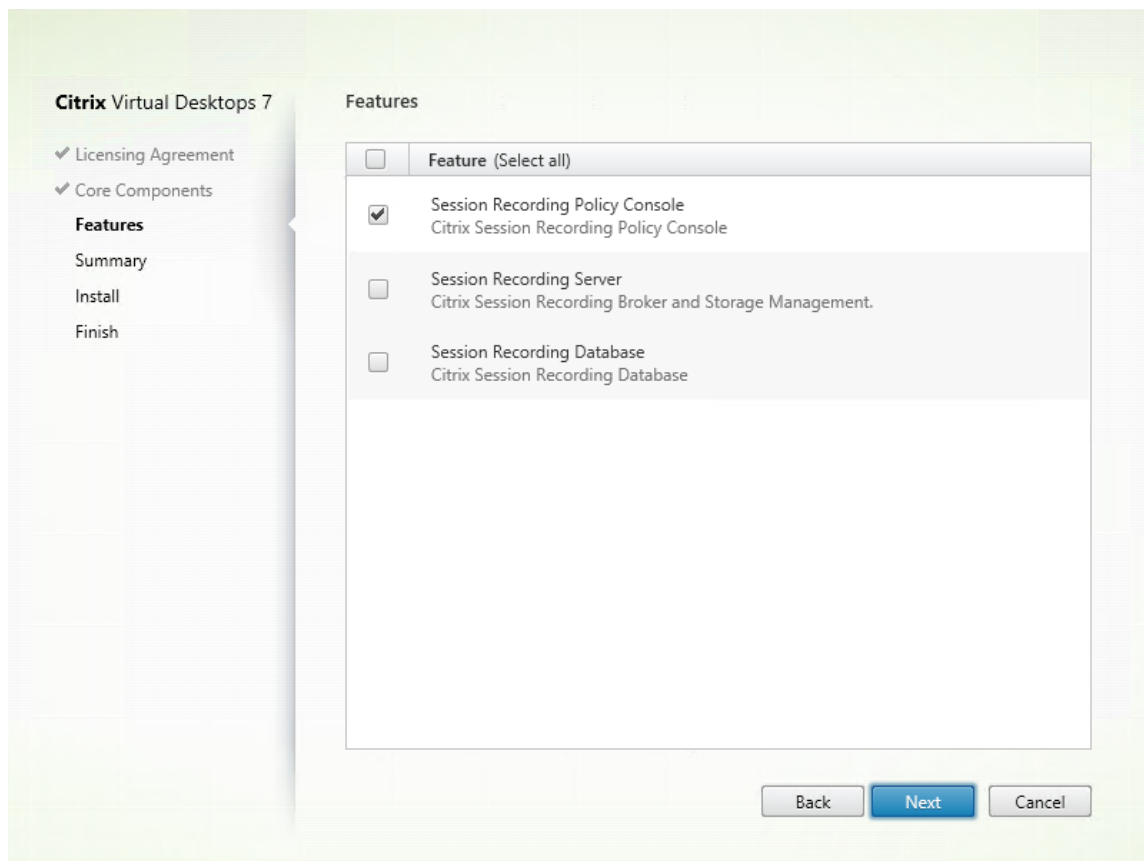 Citrix Virtual Desktops 7
Licensing Agreement
Core Components
Features
Summary
Install
Finish
Features
Feature (Select all)
Session Recording Policy Console
Citrix Session Recording Policy Console
Session Recording Server
Citrix Session Recording Broker and Storage Management.
Session Recording Database
Citrix Session Recording Database
Back
Next
Cancel